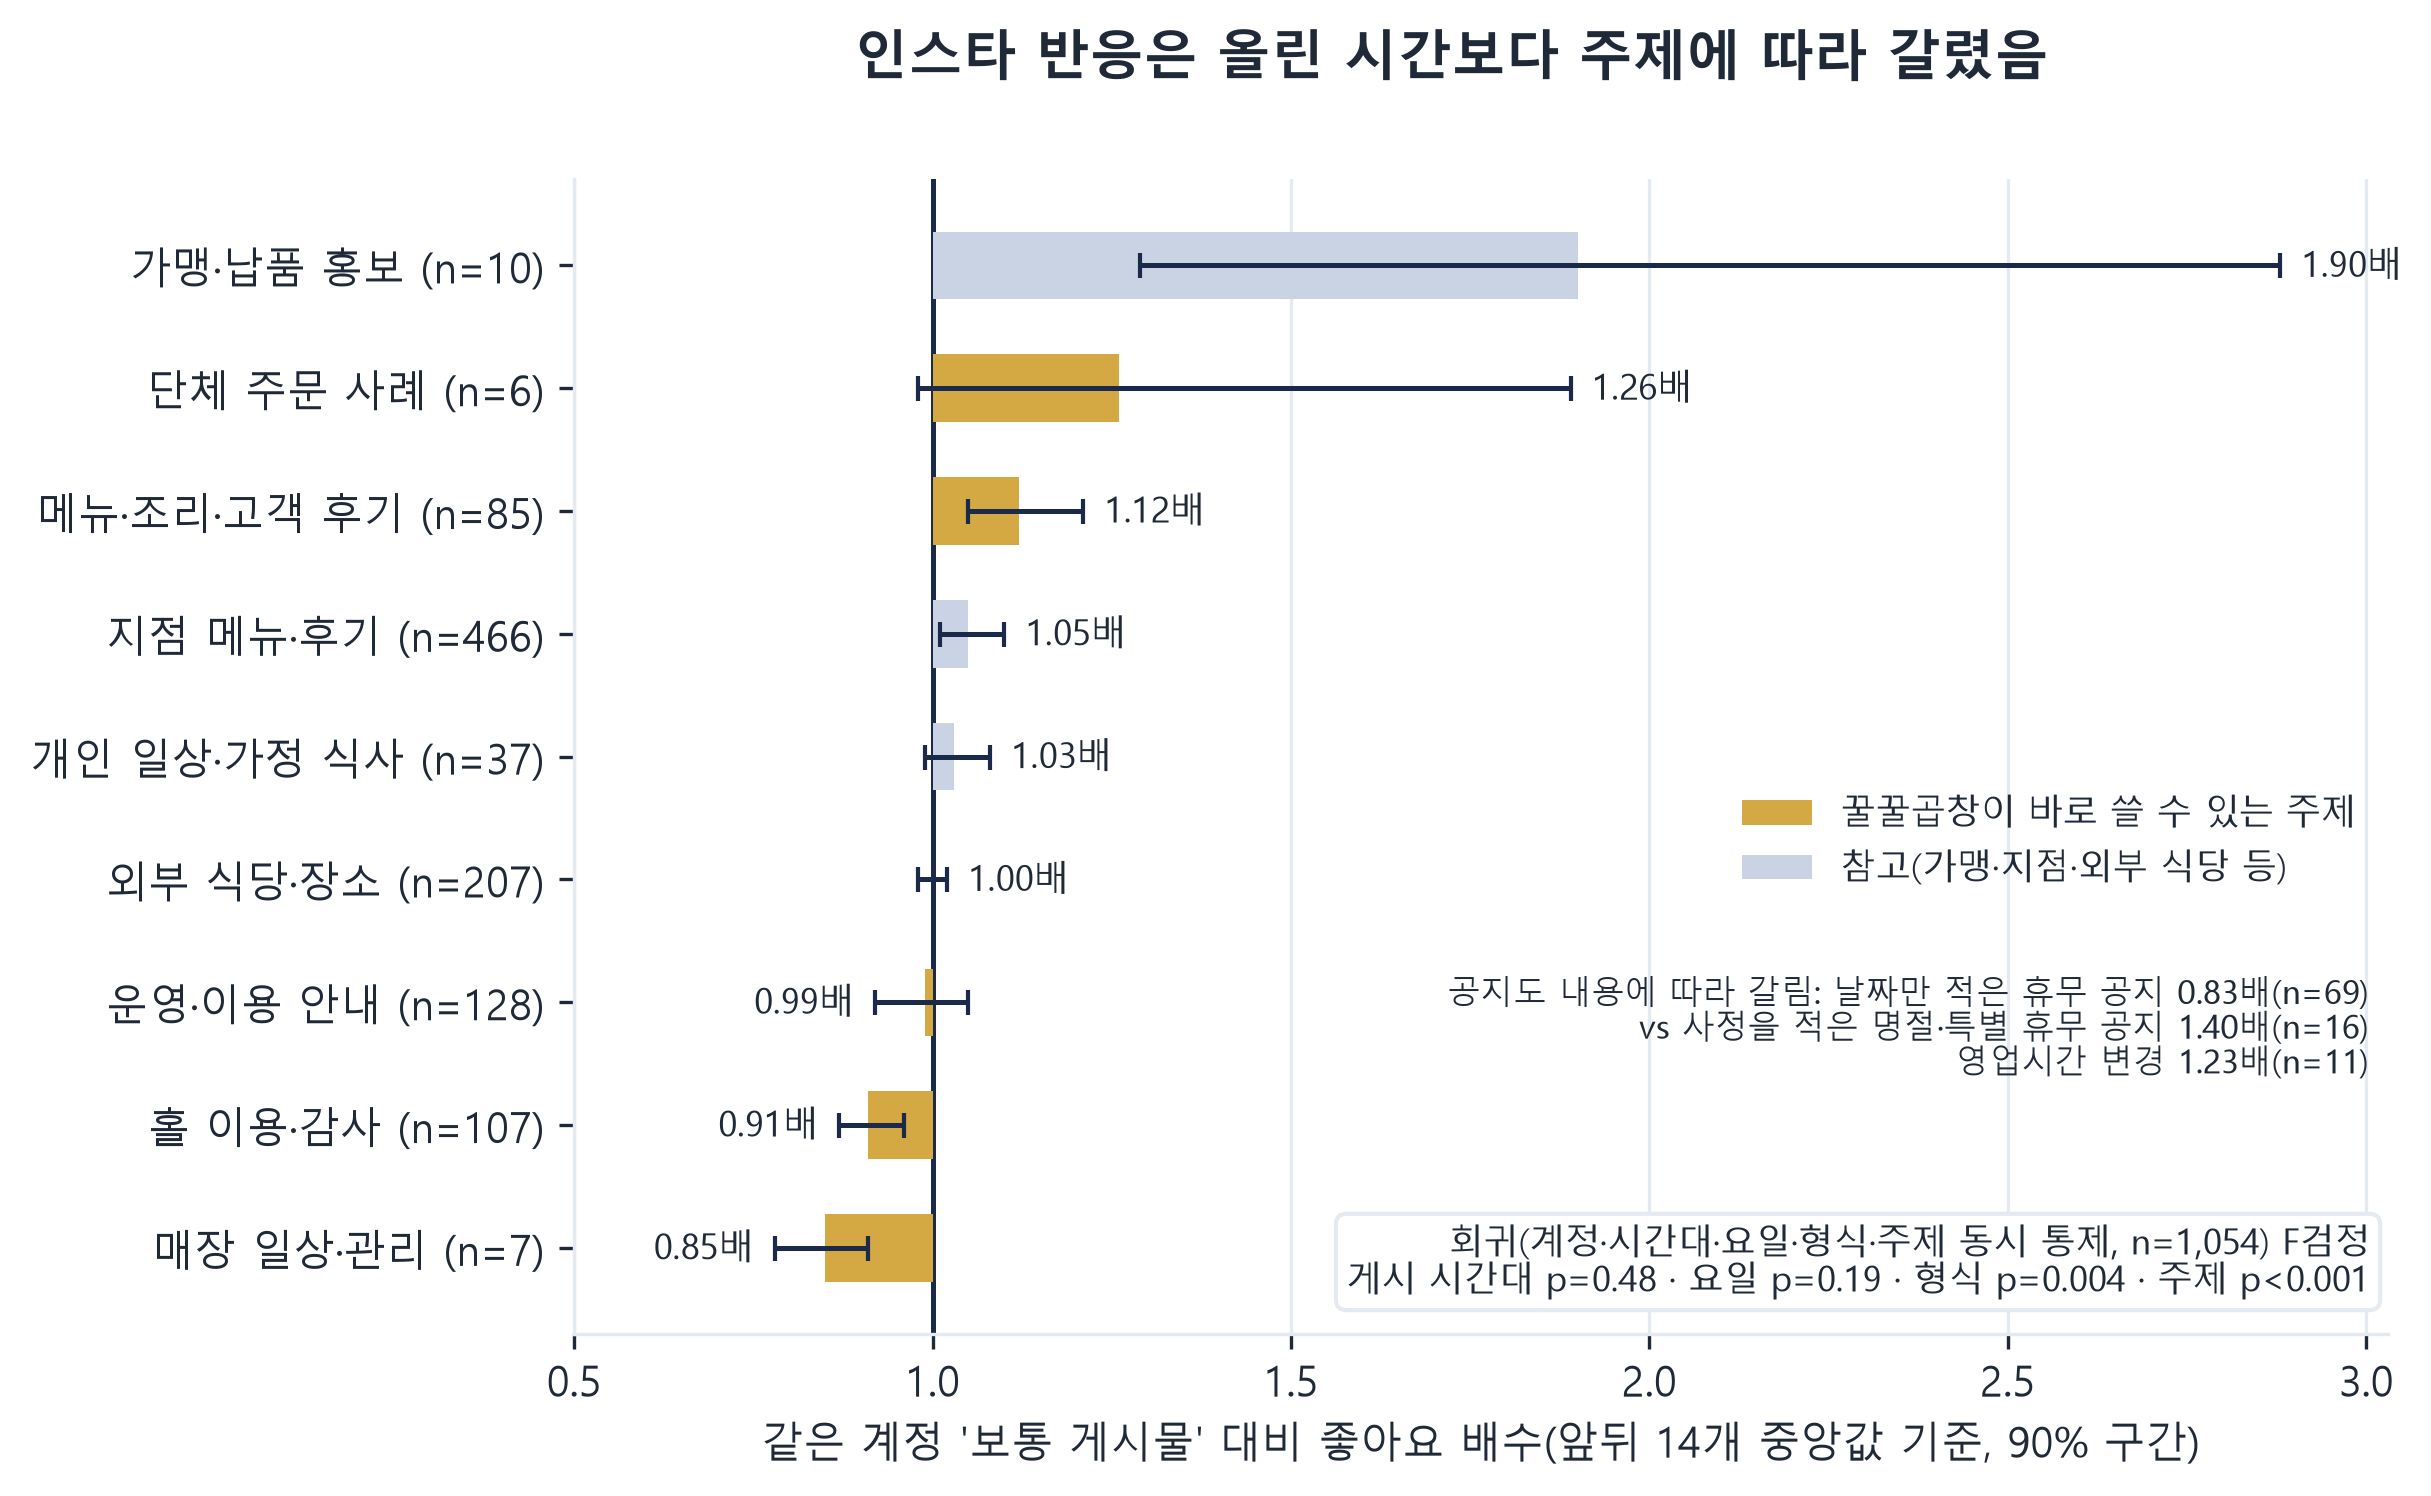 인스타 반응은 올린 시간보다 주제에 따라 갈렸음
가맹·납품 홍보 (n=10)
1.90배
단체 주문 사례 (n=6)
1.26배
메뉴·조리·고객 후기 (n=85)
1.12배
지점 메뉴·후기 (n=466)
1.05배
개인 일상·가정 식사 (n=37)
1.03배
꿀꿀곱창이 바로 쓸 수 있는 주제
참고(가맹·지점·외부 식당 등)
외부 식당·장소 (n=207)
1.00배
운영·이용 안내 (n=128)
0.99배
공지도 내용에 따라 갈림: 날짜만 적은 휴무 공지 0.83배(n=69)
vs 사정을 적은 명절·특별 휴무 공지 1.40배(n=16)
영업시간 변경 1.23배(n=11)
홀 이용·감사 (n=107)
0.91배
매장 일상·관리 (n=7)
0.85배
회귀(계정·시간대·요일·형식·주제 동시 통제, n=1,054) F검정
게시 시간대 p=0.48 · 요일 p=0.19 · 형식 p=0.004 · 주제 p<0.001
0.5 1.0 1.5 2.0 2.5 3.0
같은 계정 '보통 게시물' 대비 좋아요 배수(앞뒤 14개 중앙값 기준, 90% 구간)